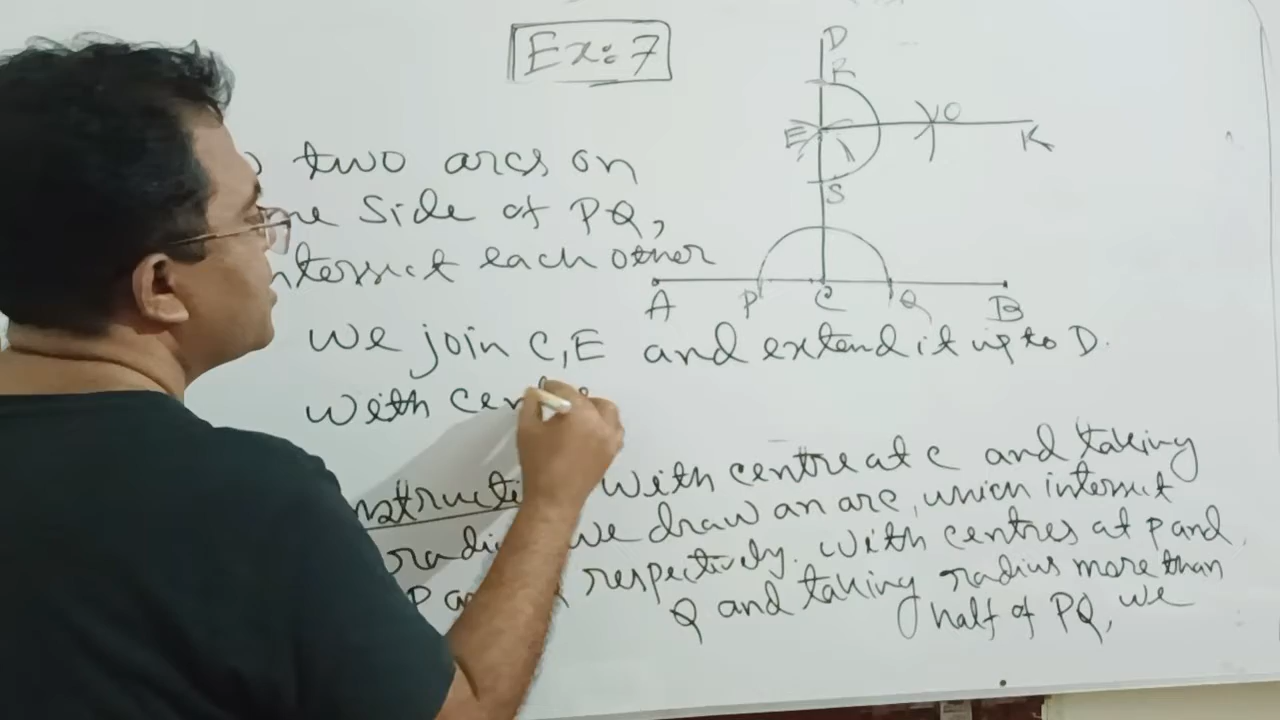 Ex:7
D
R
E
O
K
S
A P C Q B
two arcs on
side of PQ,
each other
We join C, E and extend it up to D.
With
With centre at C and taking
we draw an arc, which intersect
respectively. With centres at P and
Q and taking radius more than
half of PQ, we